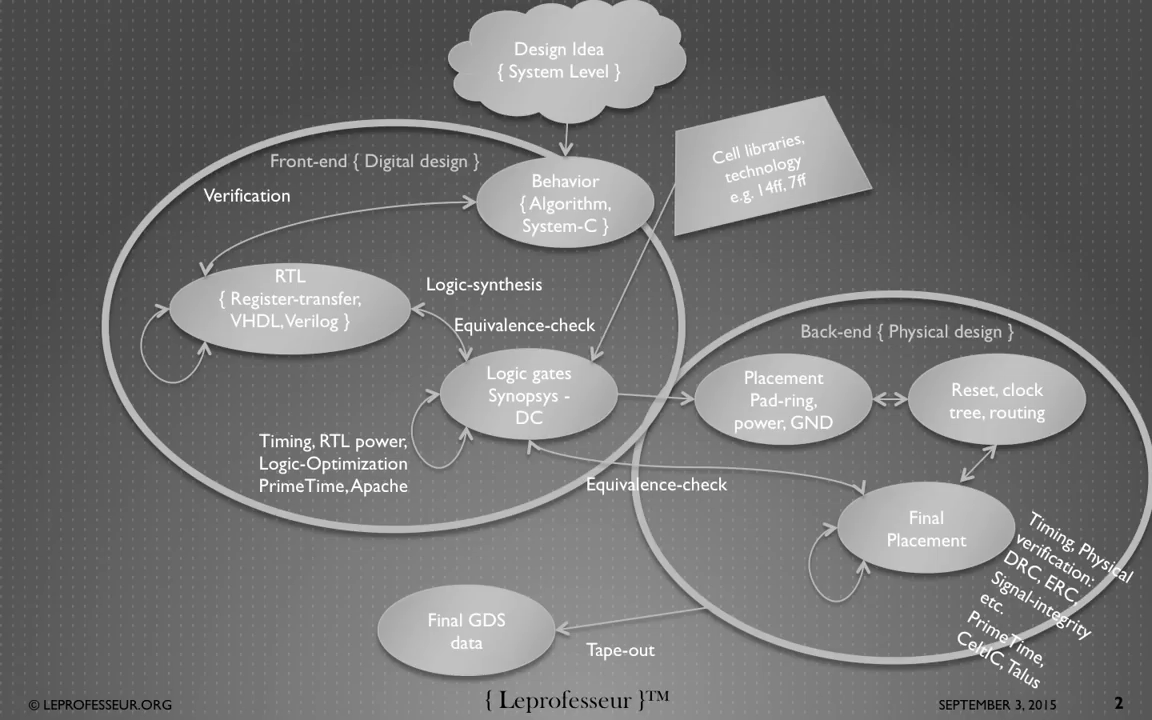 Design Idea
{ System Level }
Front-end { Digital design }
Cell libraries,
technology
e.g. 14ff, 7ff
Verification
Behavior
{ Algorithm,
System-C }
RTL
{ Register-transfer,
VHDL, Verilog }
Logic-synthesis
Equivalence-check
Back-end { Physical design }
Logic gates
Synopsys -
DC
Placement
Pad-ring,
power, GND
Reset, clock
tree, routing
Timing, RTL power,
Logic-Optimization
PrimeTime, Apache
Equivalence-check
Final
Placement
Timing, Physical
verification:
DRC, ERC,
Signal-integrity
etc.
PrimeTime,
CeltIC, Talus
Final GDS
data
Tape-out
© LEPROFESSEUR.ORG
{ Leprofesseur }™
SEPTEMBER 3, 2015
2